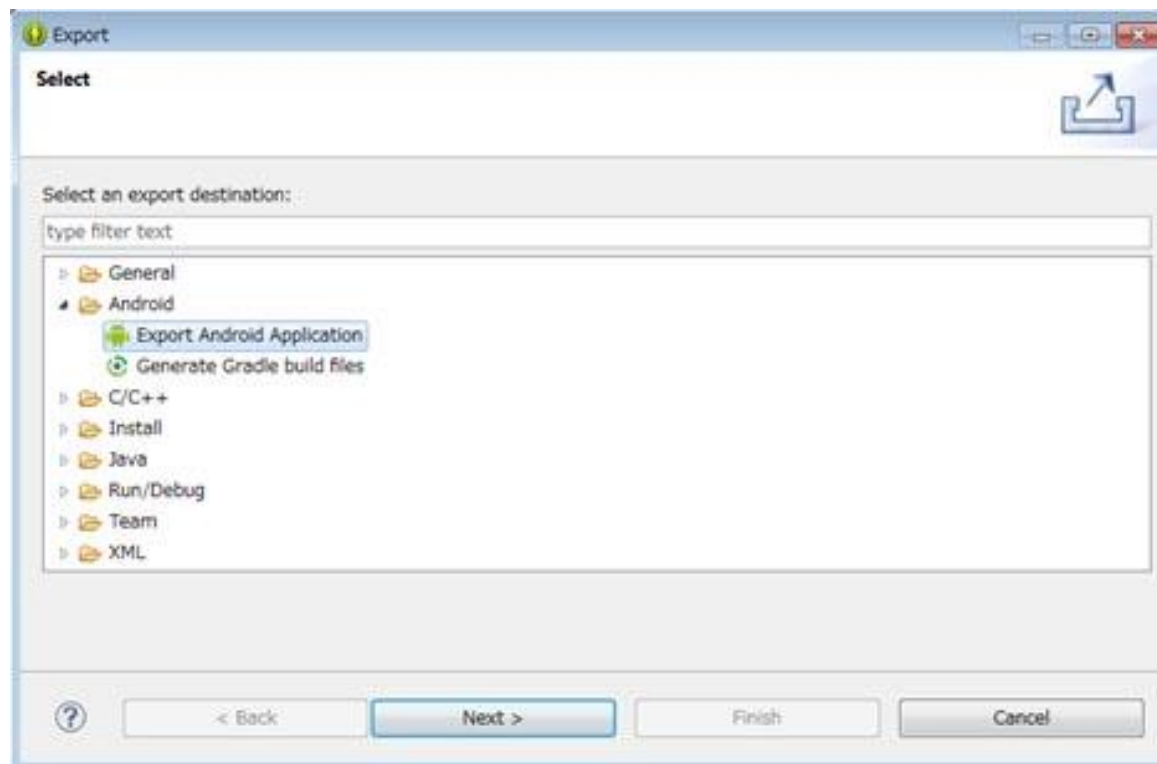 Export
Select
Select an export destination:
type filter text
General
Android
Export Android Application
Generate Gradle build files
C/C++
Install
Java
Run/Debug
Team
XML
? < Back Next > Finish Cancel